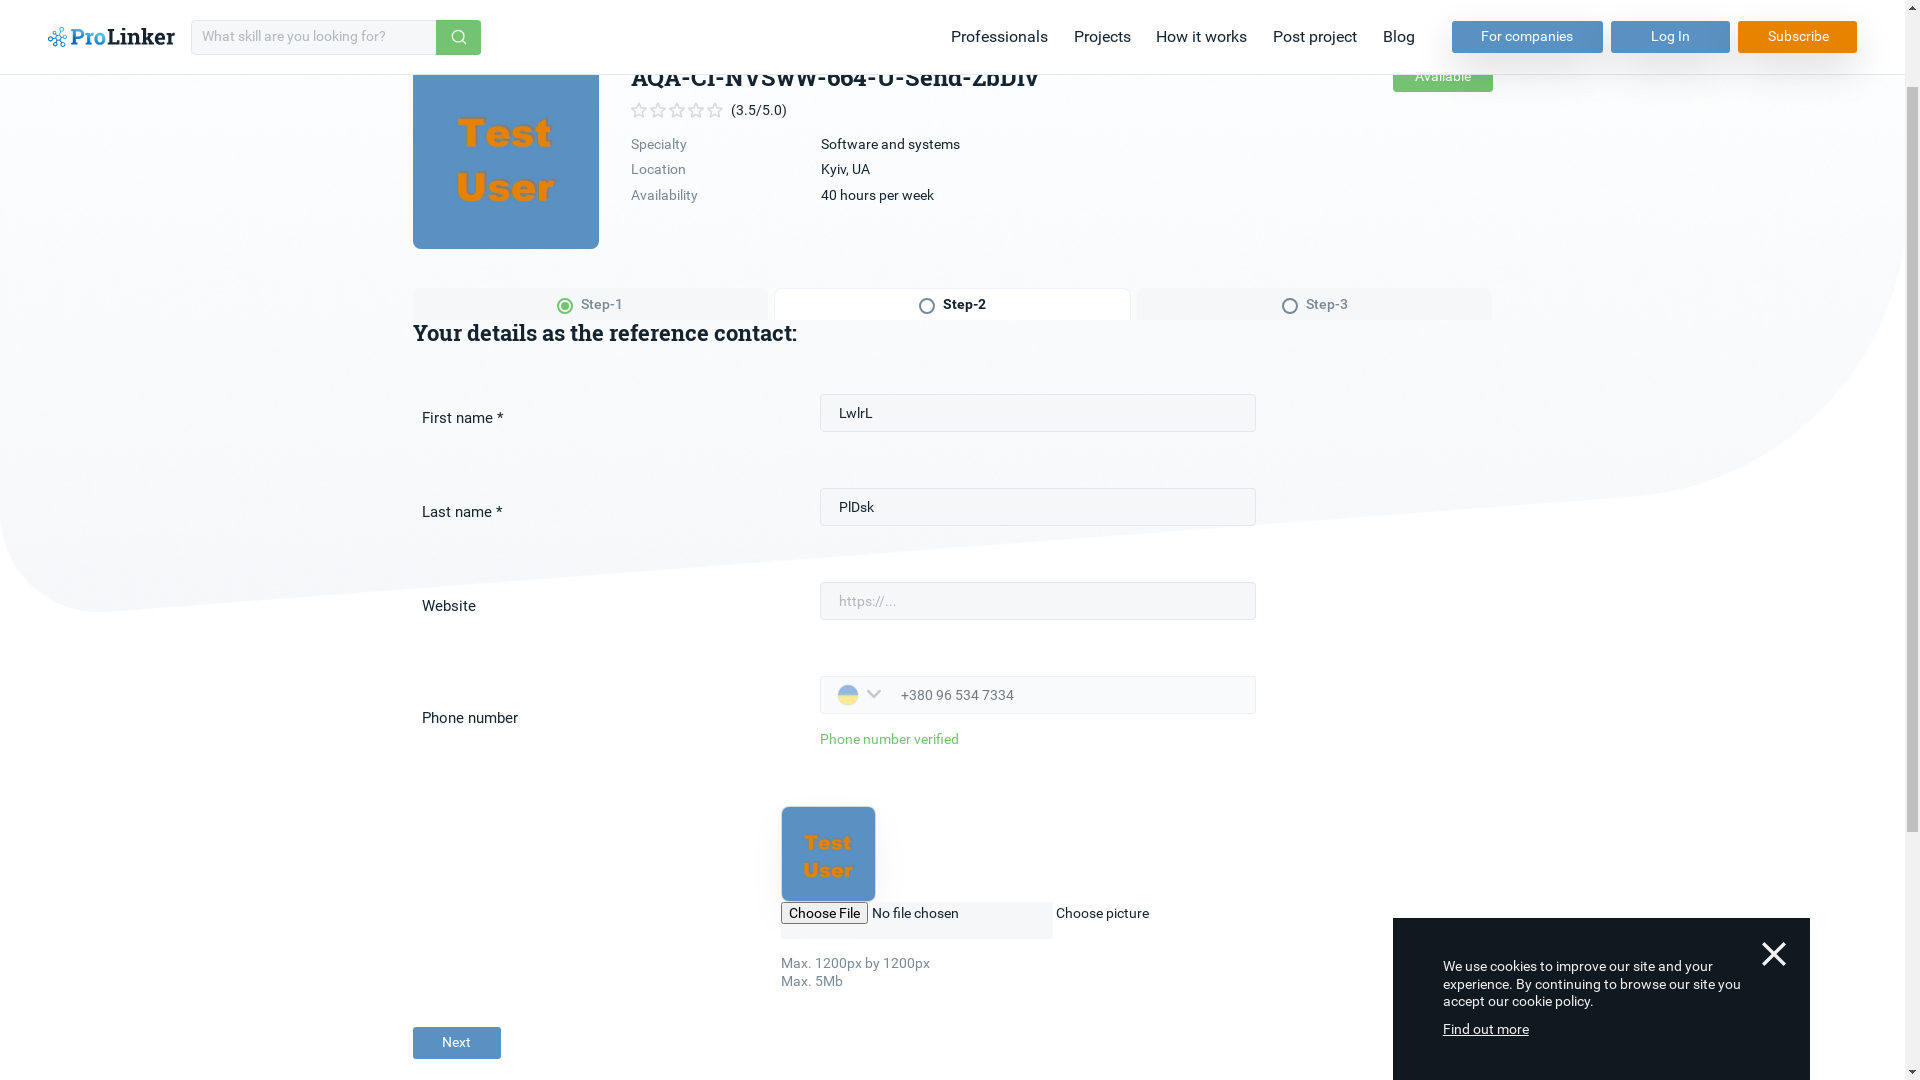 ProLinker
What skill are you looking for?
Professionals
Projects
How it works
Post project
Blog
For companies
Log In
Subscribe
AQA-CI-NVSwW-664-U-Send-ZbDlv
Available
(3.5/5.0)
Specialty
Software and systems
Location
Kyiv, UA
Availability
40 hours per week
Test
User
Step-1
Step-2
Step-3
Your details as the reference contact:
First name *
LwlrL
Last name *
PlDsk
Website
https://...
Phone number
+380 96 534 7334
Phone number verified
Test
User
Choose File No file chosen
Choose picture
Max. 1200px by 1200px
Max. 5Mb
Next
We use cookies to improve our site and your
experience. By continuing to browse our site you
accept our cookie policy.
Find out more